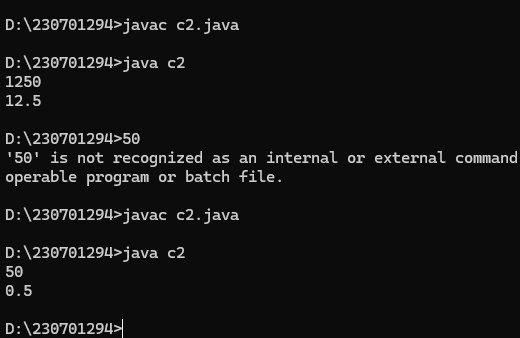 D:\230701294>javac c2.java
D:\230701294>java c2
1250
12.5
D:\230701294>50
'50' is not recognized as an internal or external command
operable program or batch file.
D:\230701294>javac c2.java
D:\230701294>java c2
50
0.5
D:\230701294>